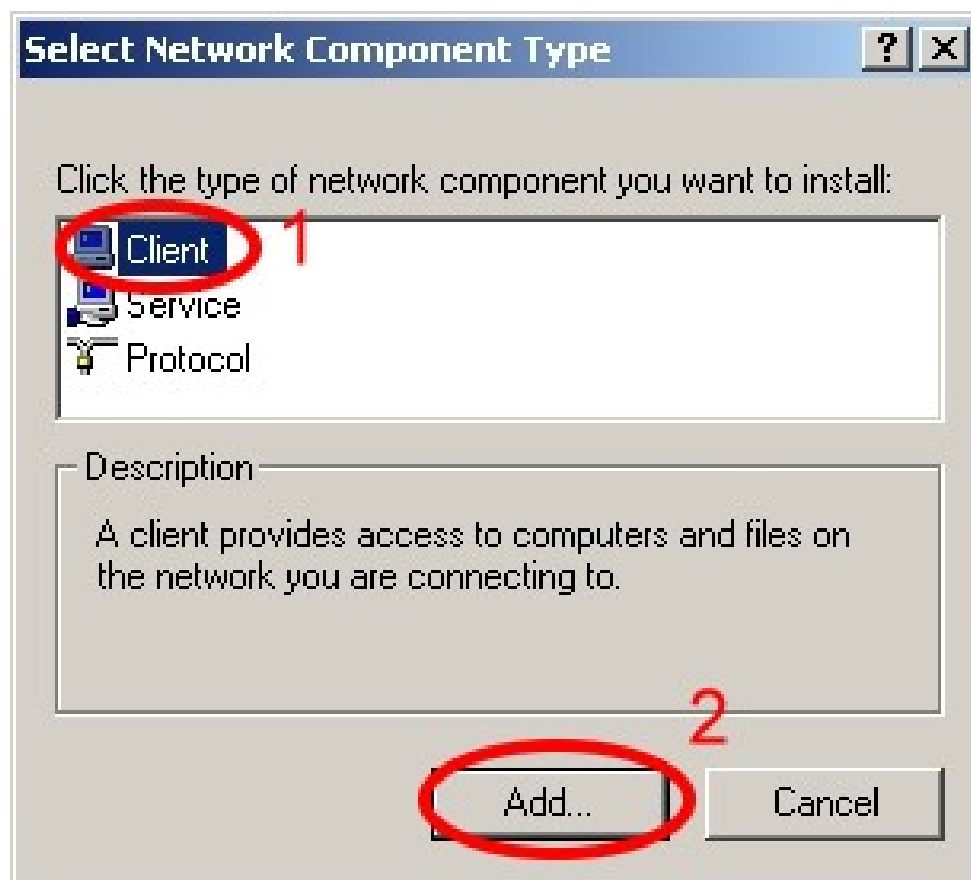 Select Network Component Type
Click the type of network component you want to install:
Client 1
Service
Protocol
Description
A client provides access to computers and files on
the network you are connecting to.
2
Add... Cancel